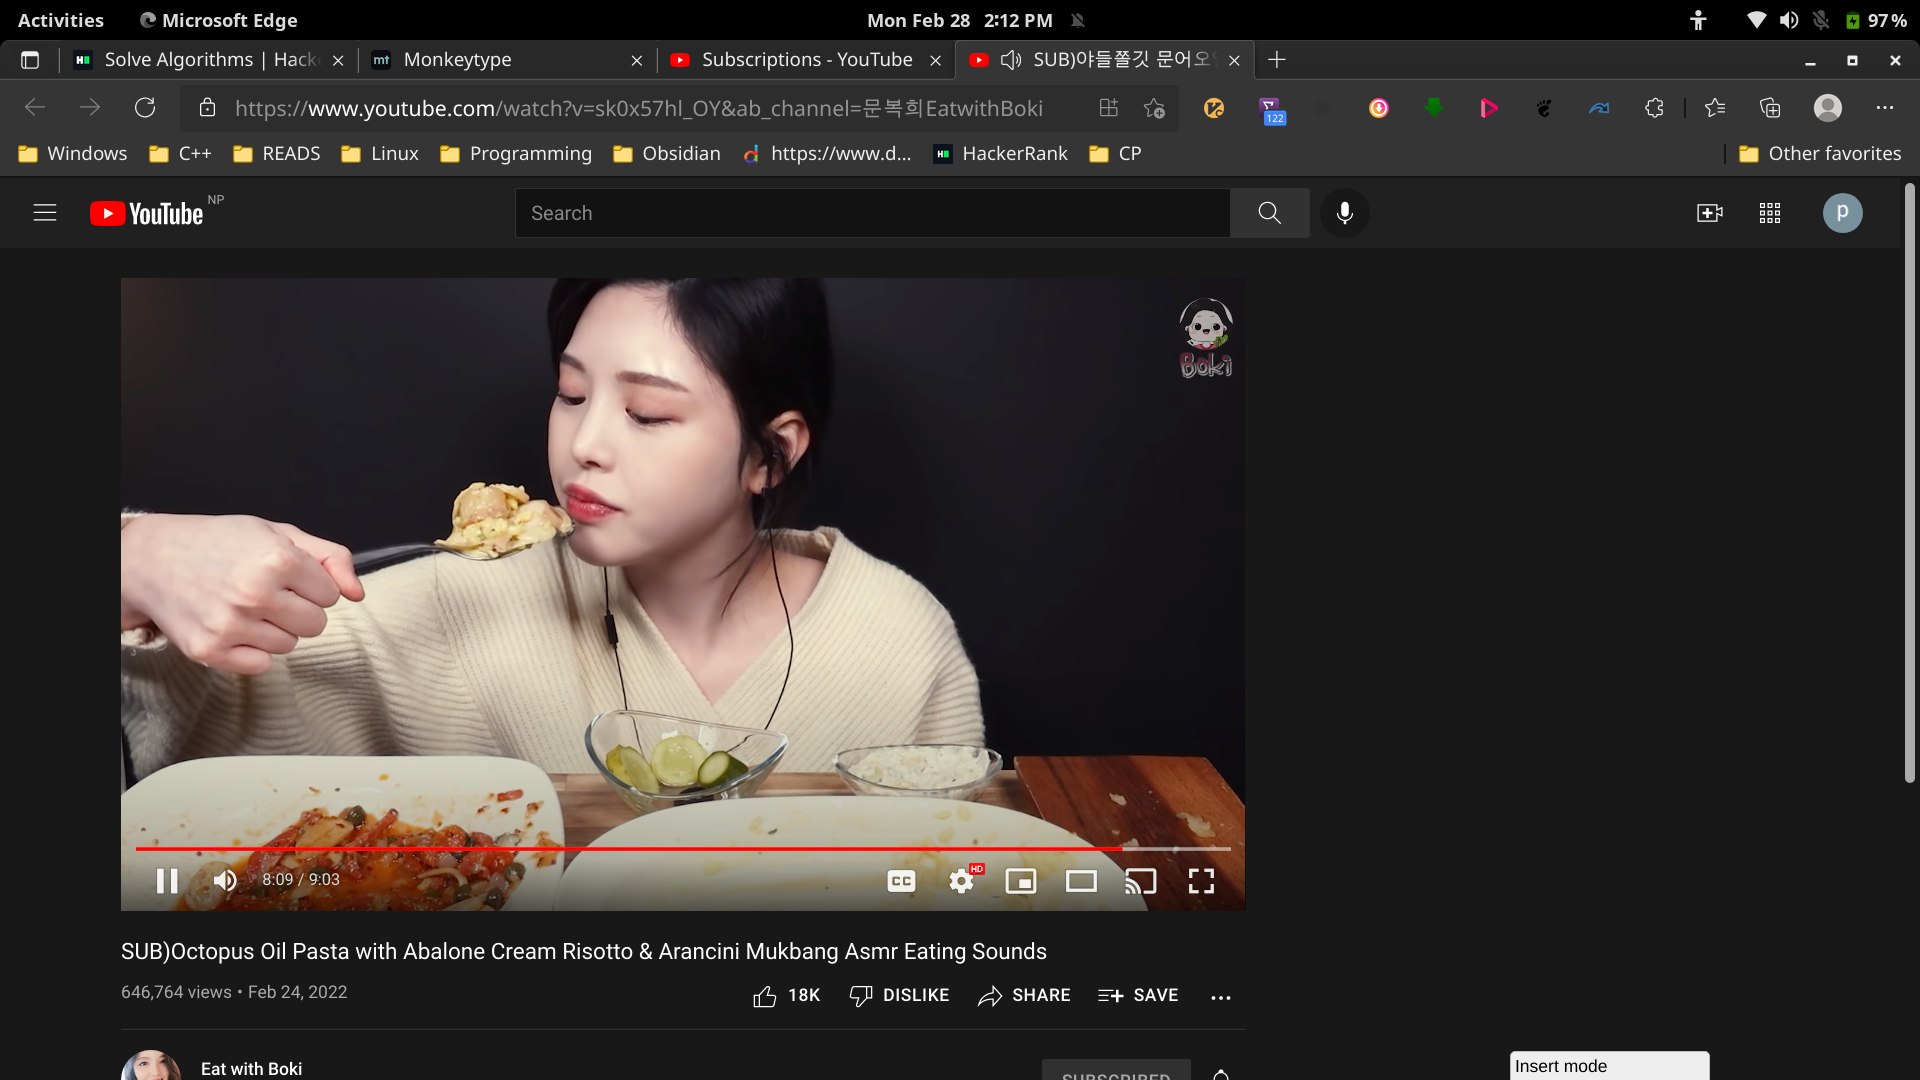 Activities
Microsoft Edge
Mon Feb 28 2:12 PM
97%
Solve Algorithms | Hack
Monkeytype
Subscriptions - YouTube
SUB)야들쫄깃 문어오
https://www.youtube.com/watch?v=sk0x57hl_OY&ab_channel=문복희EatwithBoki
122
Windows
C++
READS
Linux
Programming
Obsidian
https://www.d...
HackerRank
CP
Other favorites
YouTube NP
Search
p
Boki
8:09 / 9:03
CC
HD
SUB)Octopus Oil Pasta with Abalone Cream Risotto & Arancini Mukbang Asmr Eating Sounds
646,764 views • Feb 24, 2022
18K
DISLIKE
SHARE
SAVE
Eat with Boki
SUBSCRIBED
Insert mode